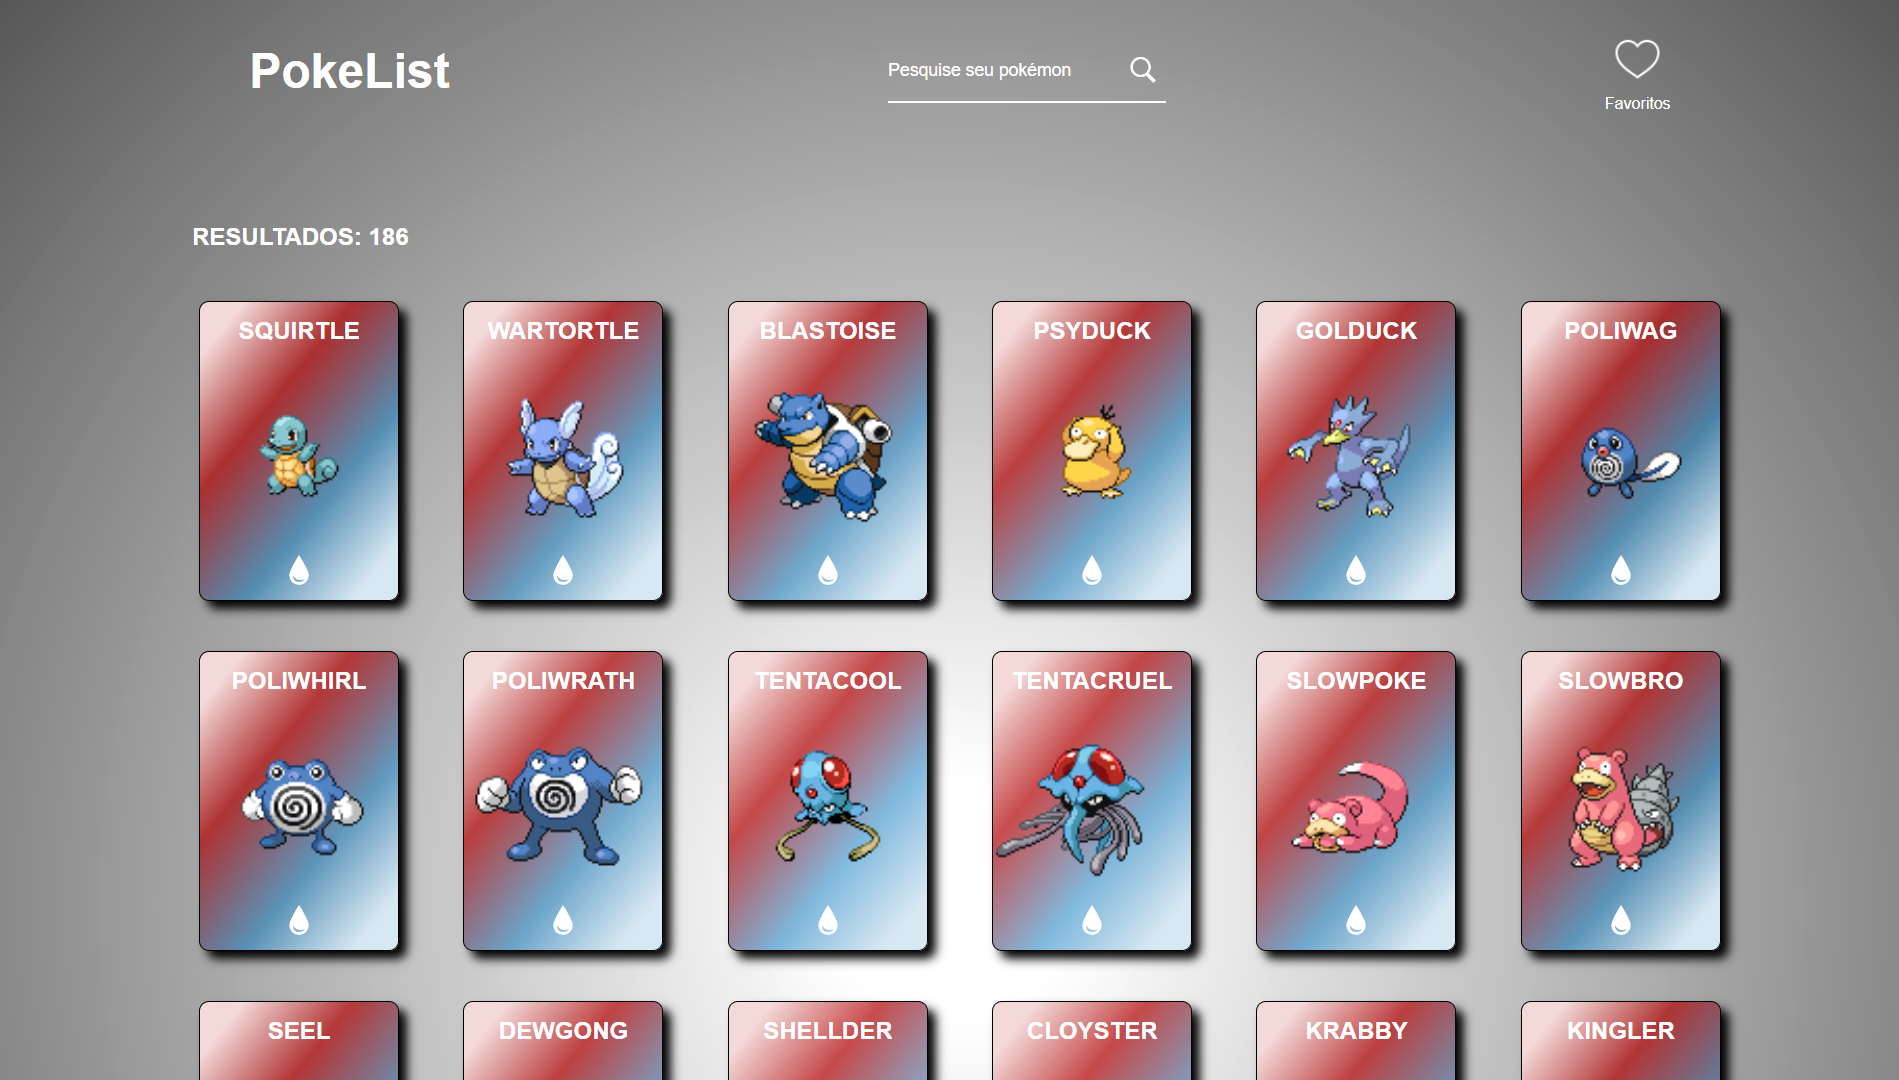 PokeList
Pesquise seu pokémon
Favoritos
RESULTADOS: 186
SQUIRTLE
WARTORTLE
BLASTOISE
PSYDUCK
GOLDUCK
POLIWAG
POLIWHIRL
POLIWRATH
TENTACOOL
TENTACRUEL
SLOWPOKE
SLOWBRO
SEEL
DEWGONG
SHELLDER
CLOYSTER
KRABBY
KINGLER